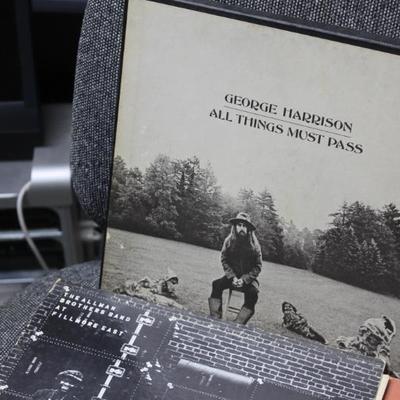 GEORGE HARRISON
ALL THINGS MUST PASS
THE ALLMAN
BROTHERS BAND
AT
FILLMORE EAST